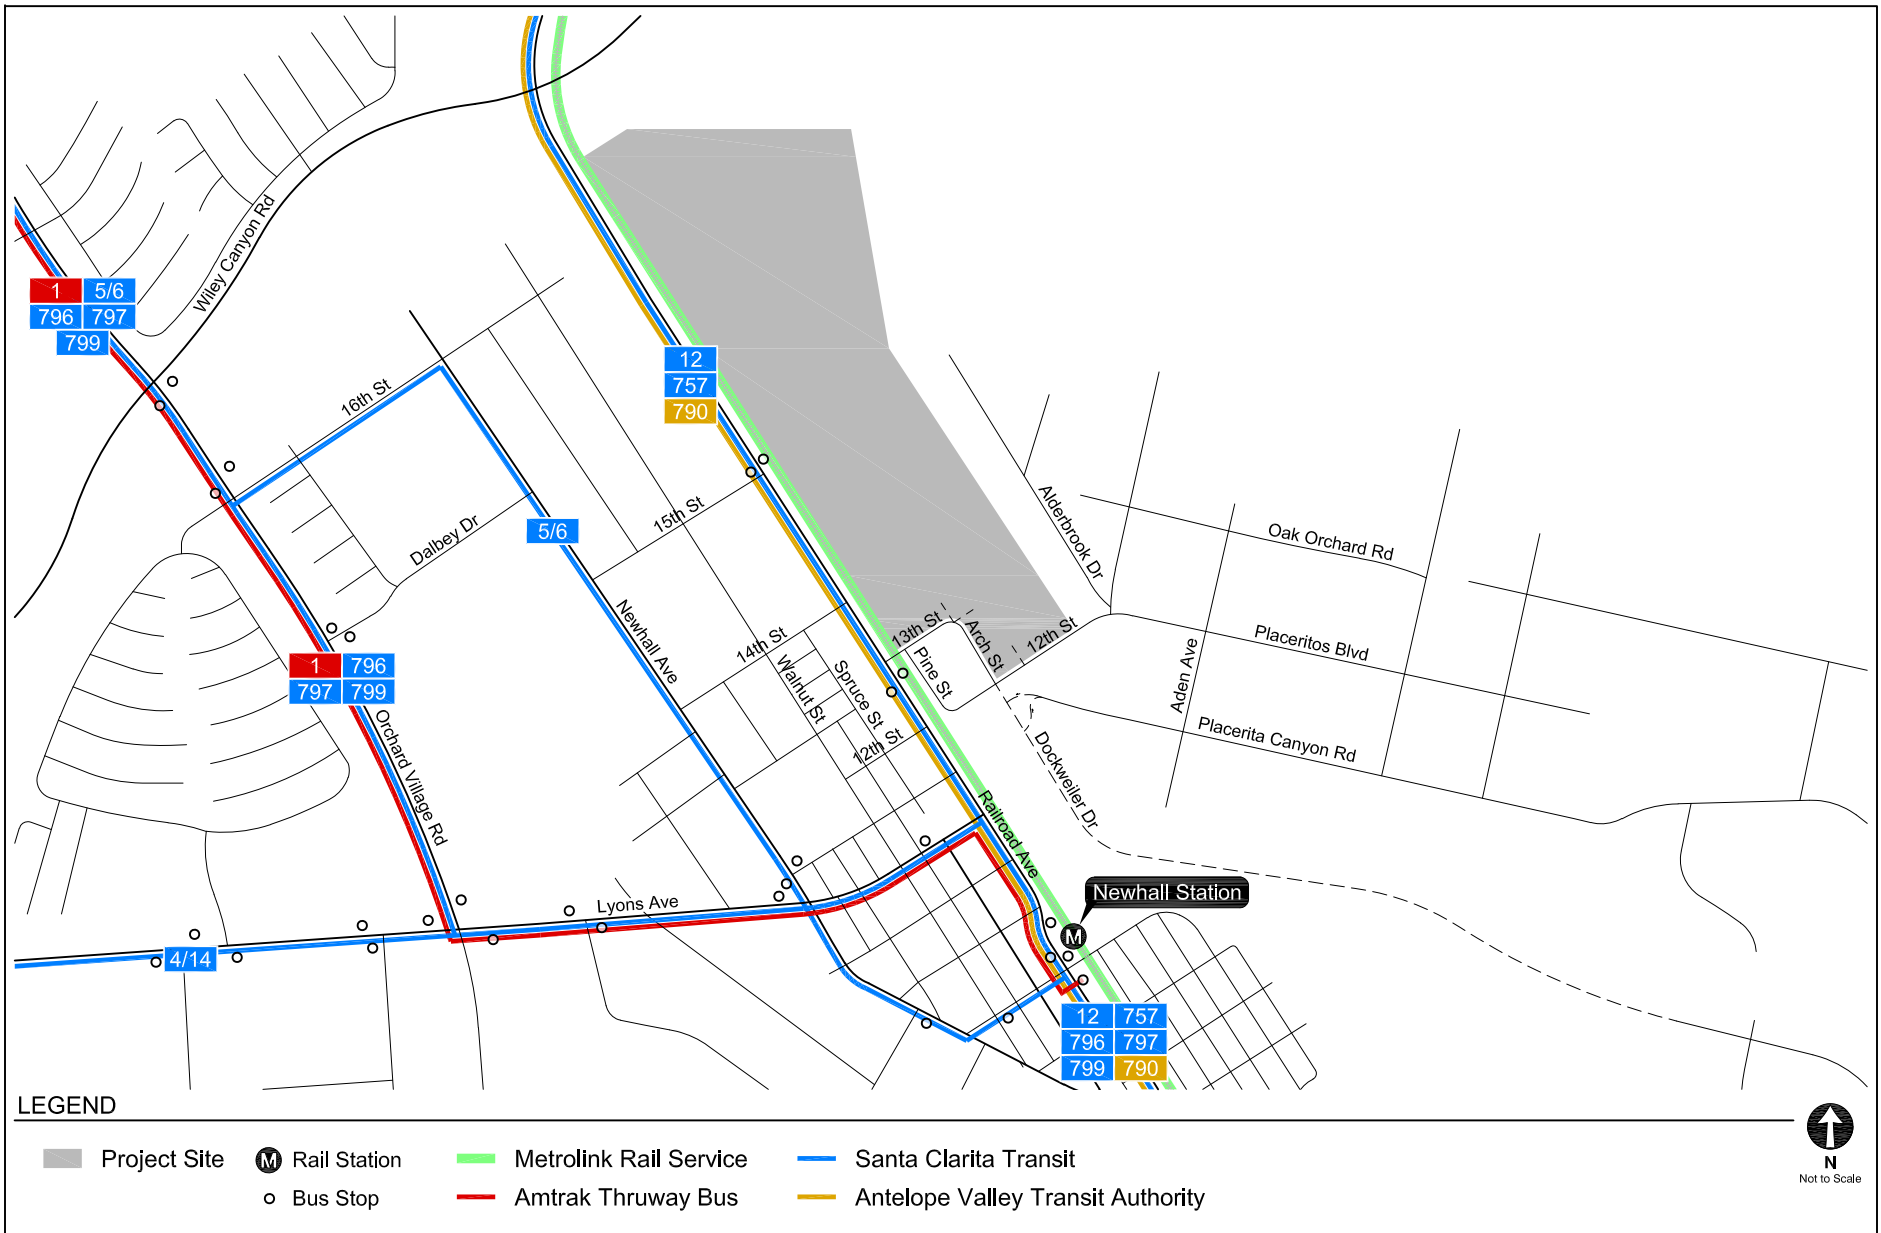 Wiley Canyon Rd
1 5/6
796 797
799
12
757
790
16th St
15th St
Dalbey Dr
5/6
Newhall Ave
14th St
Walnut St
Spruce St
12th St
13th St
Arch St
12th St
Pine St
Alderbrook Dr
Oak Orchard Rd
Placeritos Blvd
Aden Ave
Placerita Canyon Rd
Dockweiler Dr
1 796
797 799
Orchard Village Rd
Railroad Ave
Newhall Station
M
Lyons Ave
4/14
12 757
796 797
799 790
LEGEND
Project Site
M Rail Station
Bus Stop
Metrolink Rail Service
Amtrak Thruway Bus
Santa Clarita Transit
Antelope Valley Transit Authority
N
Not to Scale